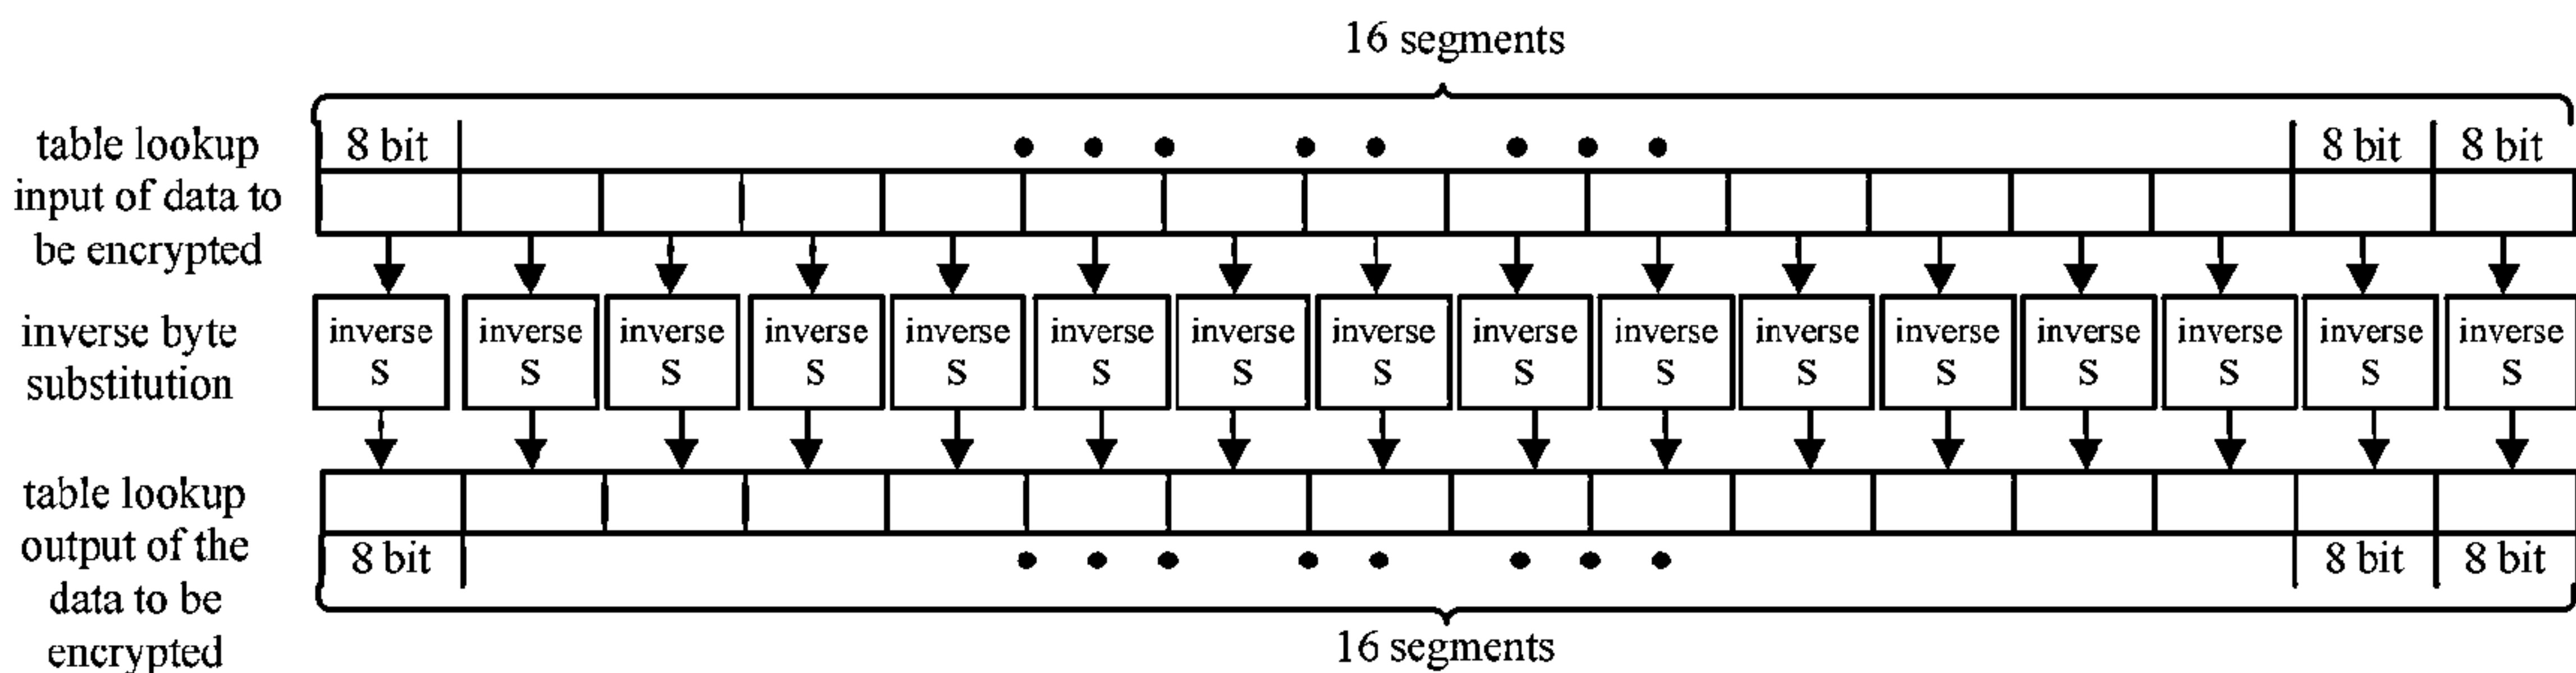 16 segments
table lookup
input of data to
be encrypted
8 bit
8 bit
8 bit
inverse byte
substitution
inverse
S
inverse
S
inverse
S
inverse
S
inverse
S
inverse
S
inverse
S
inverse
S
inverse
S
inverse
S
inverse
S
inverse
S
inverse
S
inverse
S
inverse
S
inverse
S
table lookup
output of the
data to be
encrypted
8 bit
8 bit
8 bit
16 segments